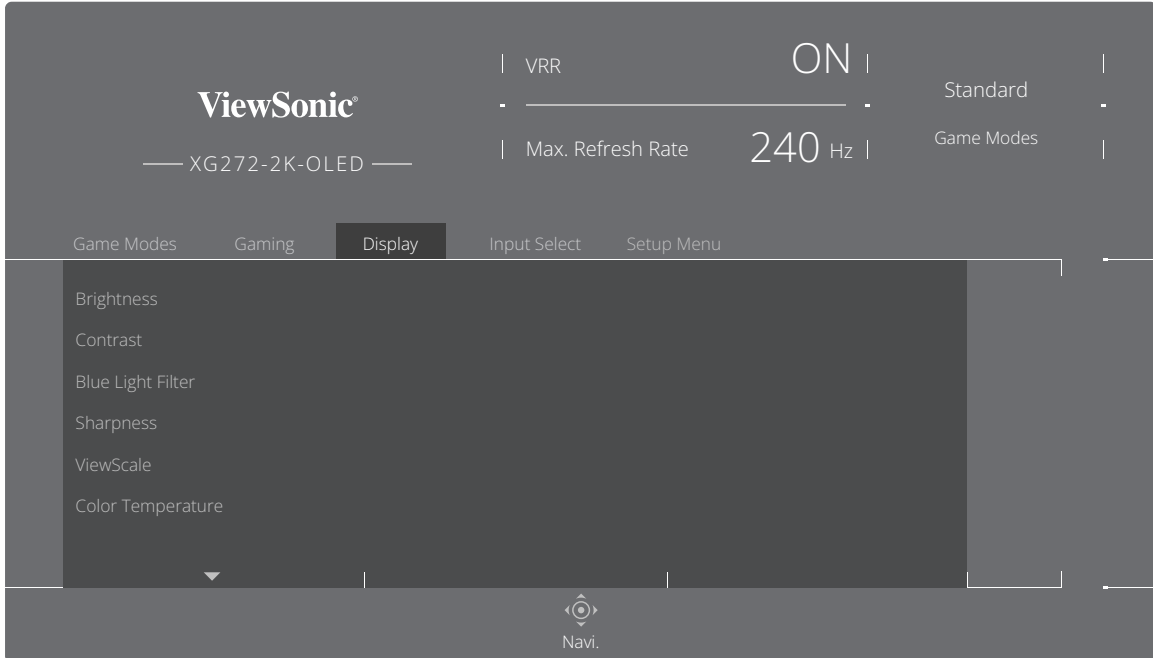 ViewSonic®
XG272-2K-OLED
VRR ON
Max. Refresh Rate 240 Hz
Standard
Game Modes
Game Modes Gaming Display Input Select Setup Menu
Brightness
Contrast
Blue Light Filter
Sharpness
ViewScale
Color Temperature
Navi.